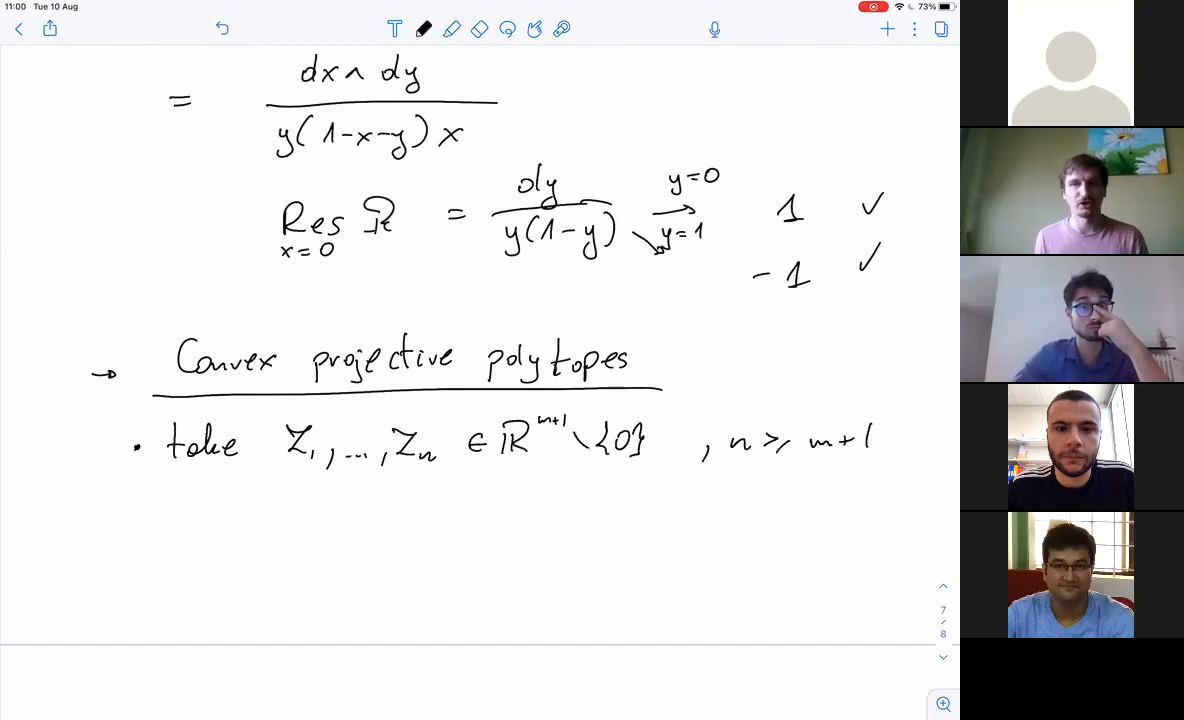 11:00 Tue 10 Aug
73%
dx ∧ dy
=
y(1-x-y) x
dy y=0
Res ℝ = → 1 ✓
x=0 y(1-y) y=1
-1 ✓
→ Convex projective polytopes
• take Z₁,...,Zₙ ∈ ℝᵐ⁺¹ \ {0} , n ⩾ m+1
7
/
8